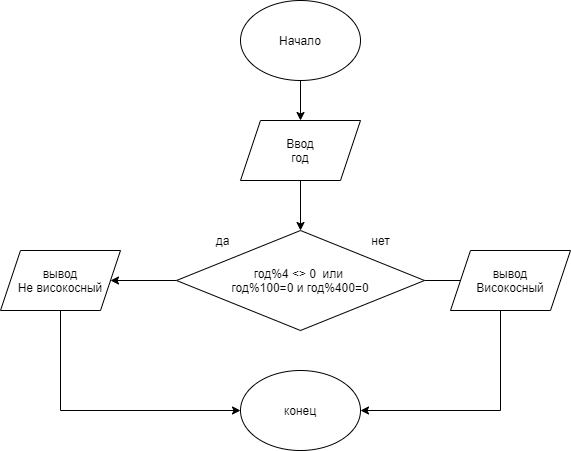 Начало
Ввод
год
да
нет
год%4 <> 0 или
год%100=0 и год%400=0
вывод
Не високосный
вывод
Високосный
конец